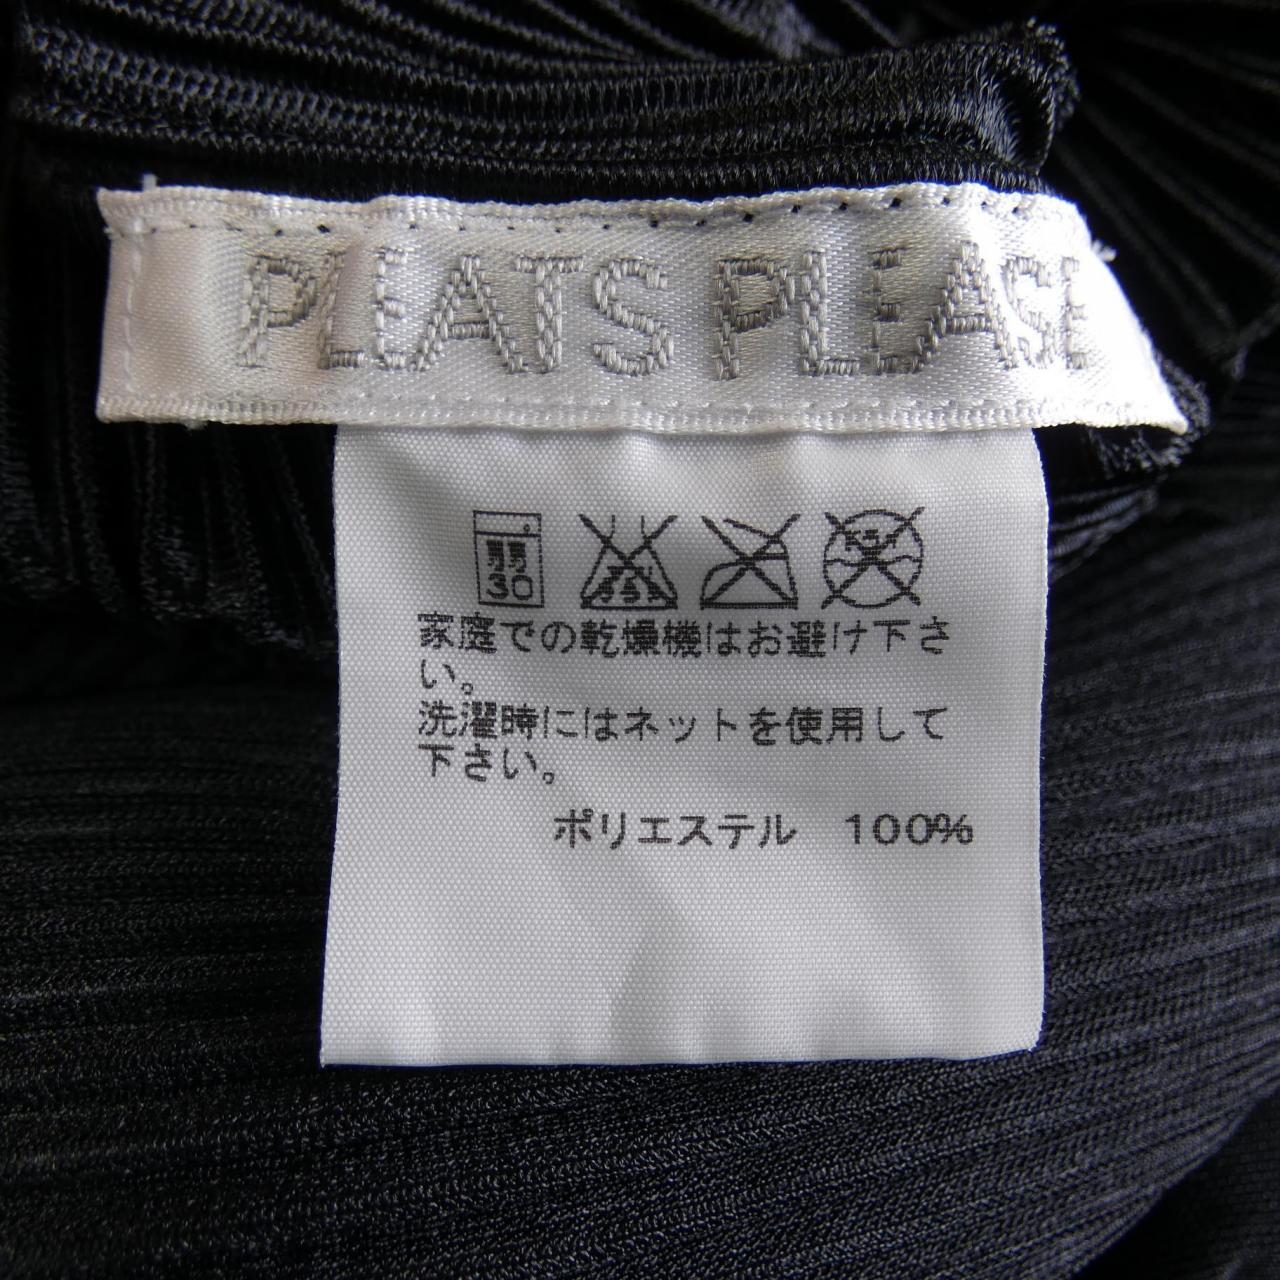 PLEATS PLEASE
弱
30
家庭での乾燥機はお避け下さ
い。
洗濯時にはネットを使用して
下さい。
ポリエステル 100%